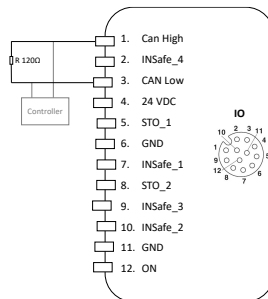 1. Can High
2. INSafe_4
R 120Ω
3. CAN Low
4. 24 VDC
Controller
5. STO_1
6. GND
7. INSafe_1
8. STO_2
9. INSafe_3
10. INSafe_2
11. GND
12. ON
IO
10 2 3 11
4
1
5
9
12 6
8 7